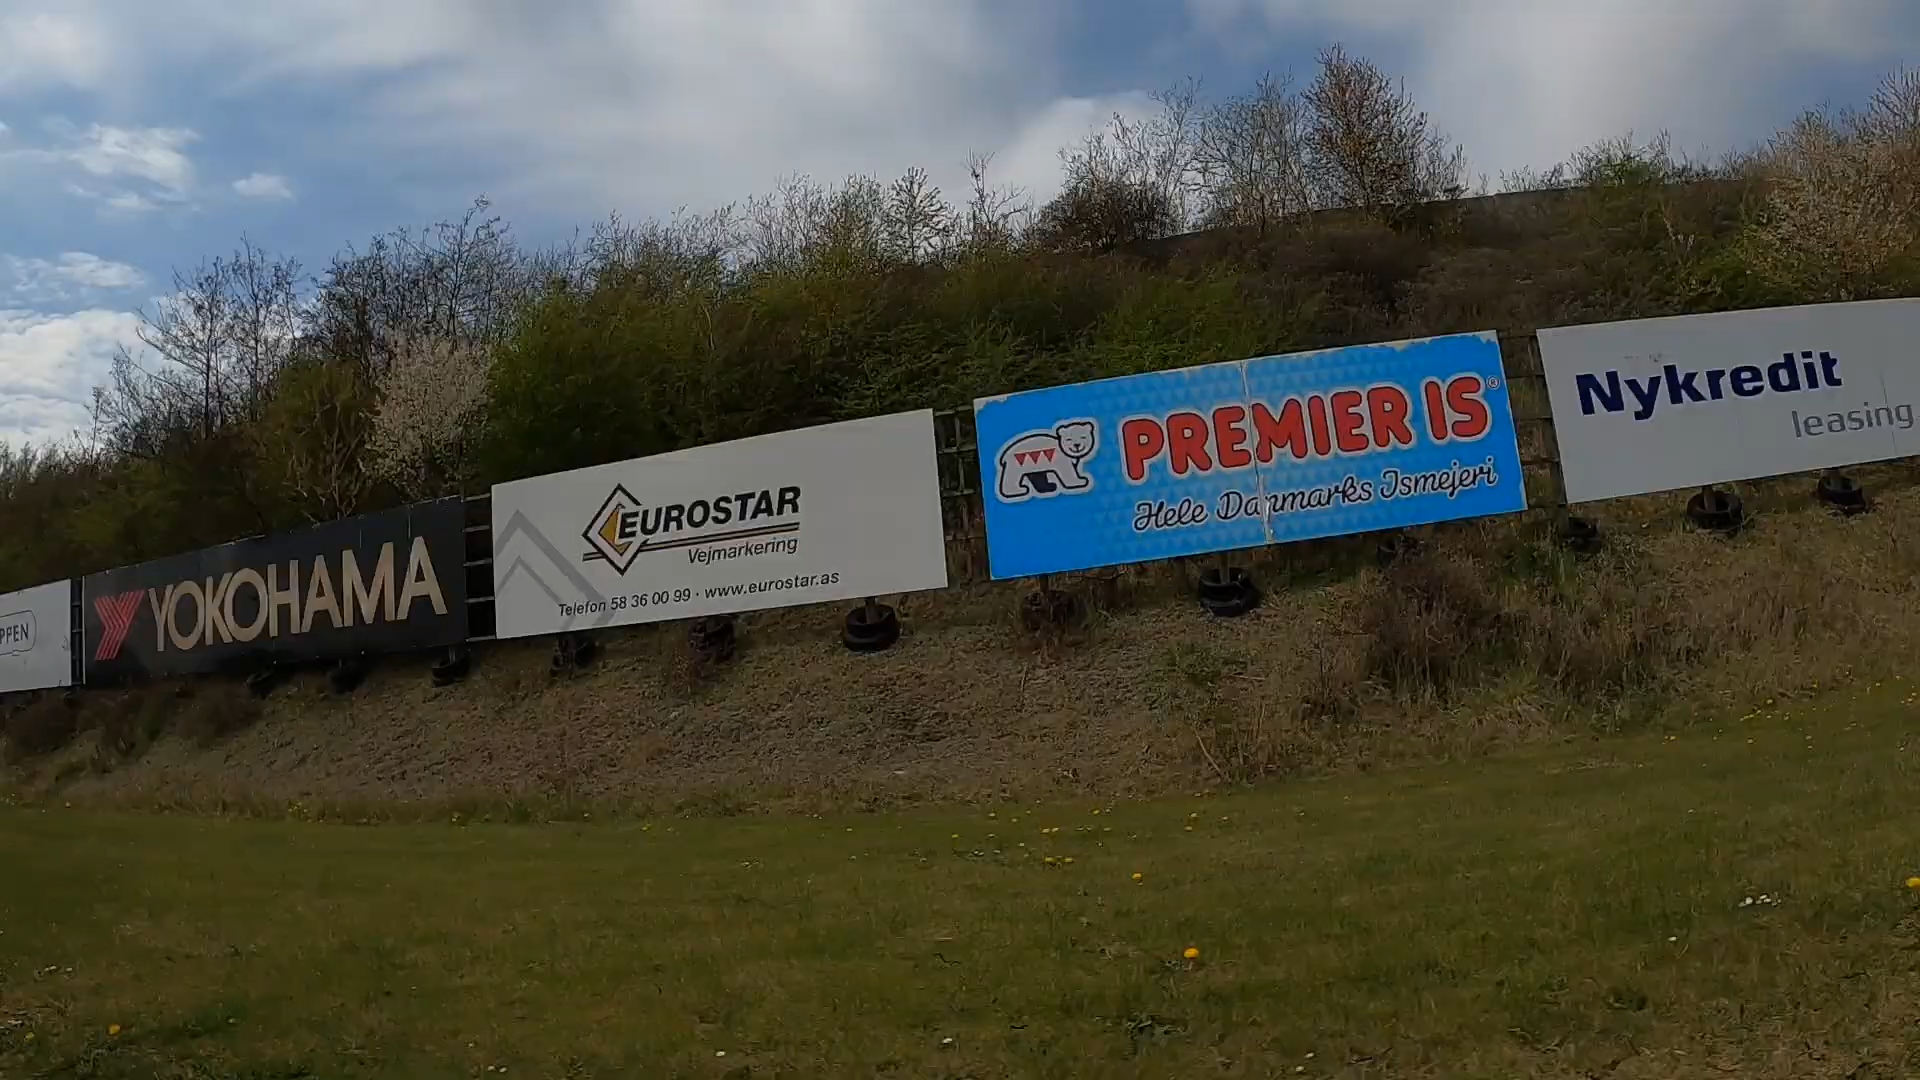 PPEN
YOKOHAMA
EUROSTAR
Vejmarkering
Telefon 58 36 00 99 · www.eurostar.as
PREMIER IS®
Hele Danmarks Ismejeri
Nykredit
leasing